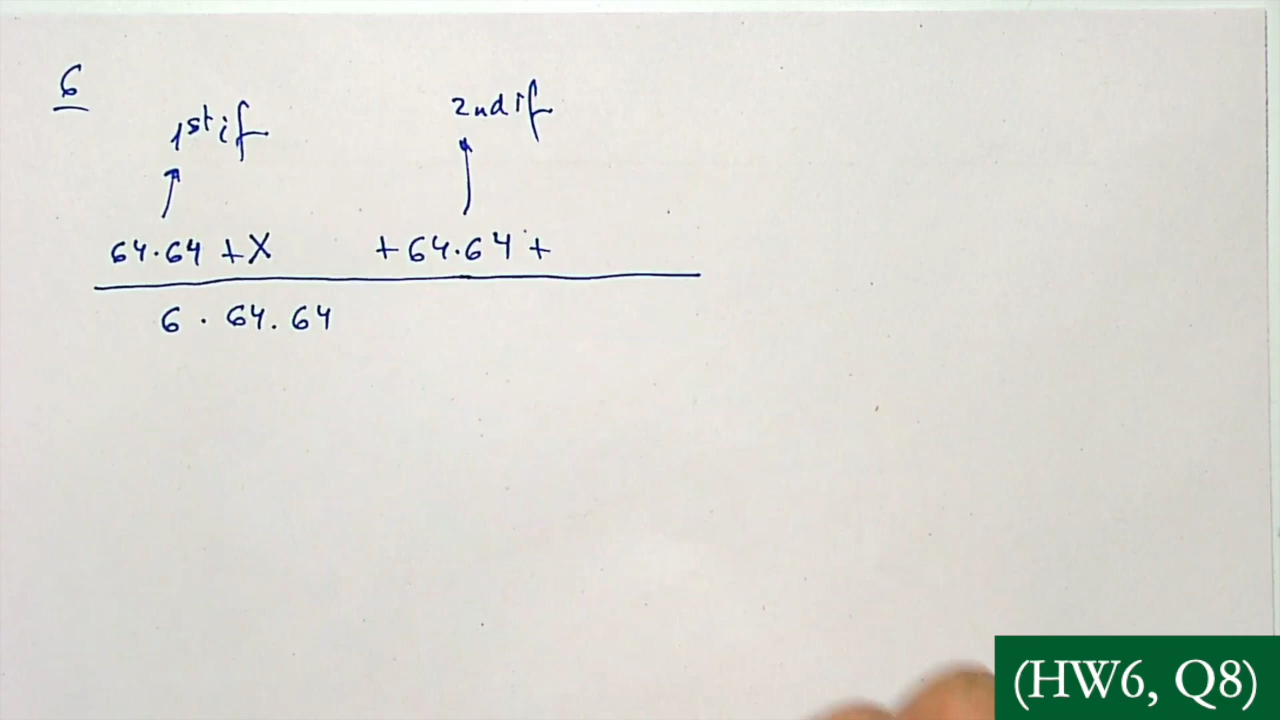 6
1st if 2nd if
64.64 + X + 64.64 +
6 . 64.64
(HW6, Q8)